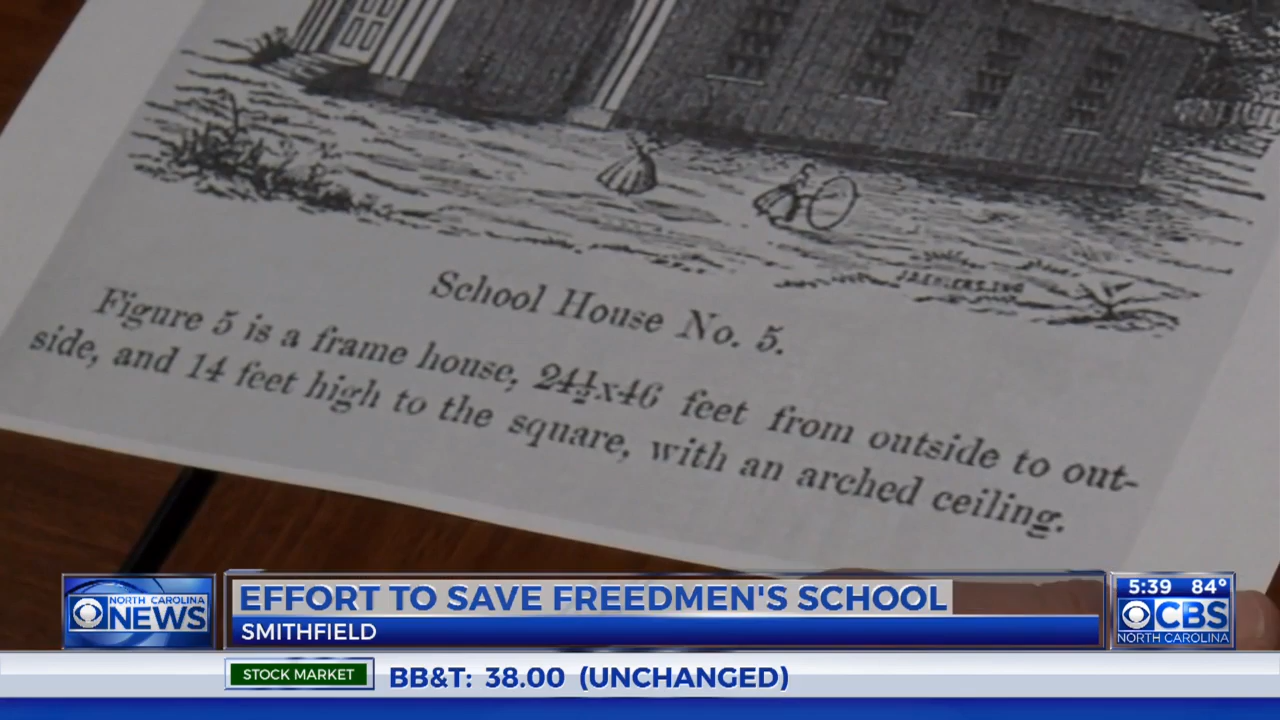 School House No. 5.
Figure 5 is a frame house, 24½x46 feet from outside to out-
side, and 14 feet high to the square, with an arched ceiling.
NORTH CAROLINA
NEWS
EFFORT TO SAVE FREEDMEN'S SCHOOL
SMITHFIELD
5:39 84°
CBS
NORTH CAROLINA
STOCK MARKET
BB&T: 38.00 (UNCHANGED)